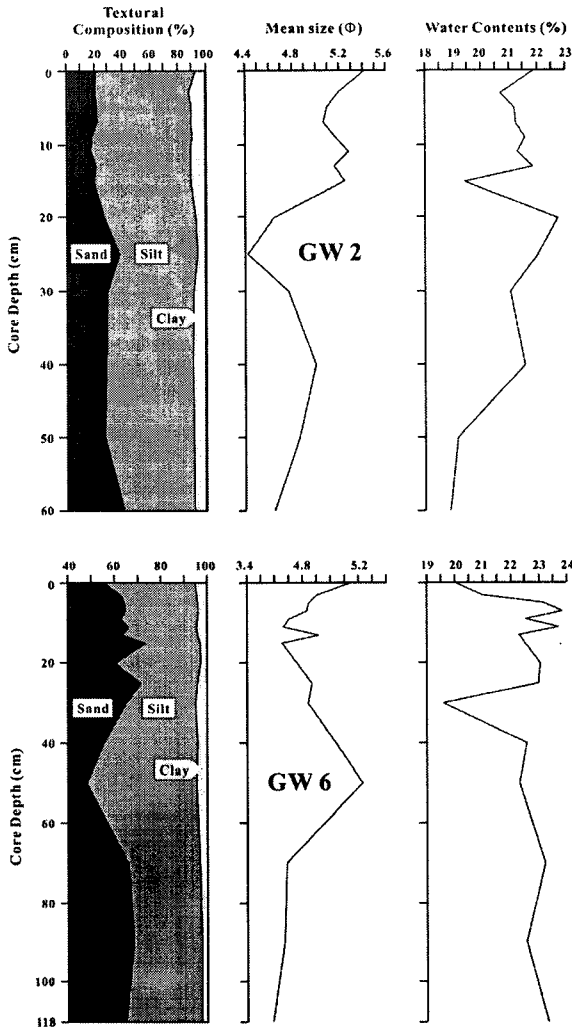 Textural Mean size (Φ) Water Contents (%)
Composition (%)
0 20 40 60 80 100 4.4 4.8 5.2 5.6 18 19 20 21 22 23
0
10
20
30
40
50
60
Core Depth (cm)
Sand Silt
Clay
GW 2
40 60 80 100 3.4 4.8 5.3 19 20 21 22 23 24
0
20
40
60
80
100
118
Core Depth (cm)
Sand Silt
Clay
GW 6